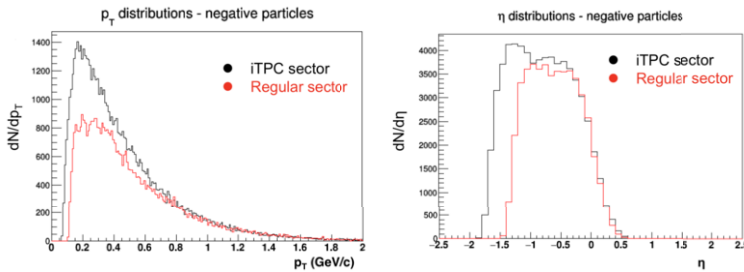 p_T distributions - negative particles
dN/dp_T
1400
1200
1000
800
600
400
200
0
iTPC sector
Regular sector
0 0.2 0.4 0.6 0.8 1 1.2 1.4 1.6 1.8 2
p_T (GeV/c)
η distributions - negative particles
dN/dη
4000
3500
3000
2500
2000
1500
1000
500
0
iTPC sector
Regular sector
−2.5 −2 −1.5 −1 −0.5 0 0.5 1 1.5 2 2.5
η